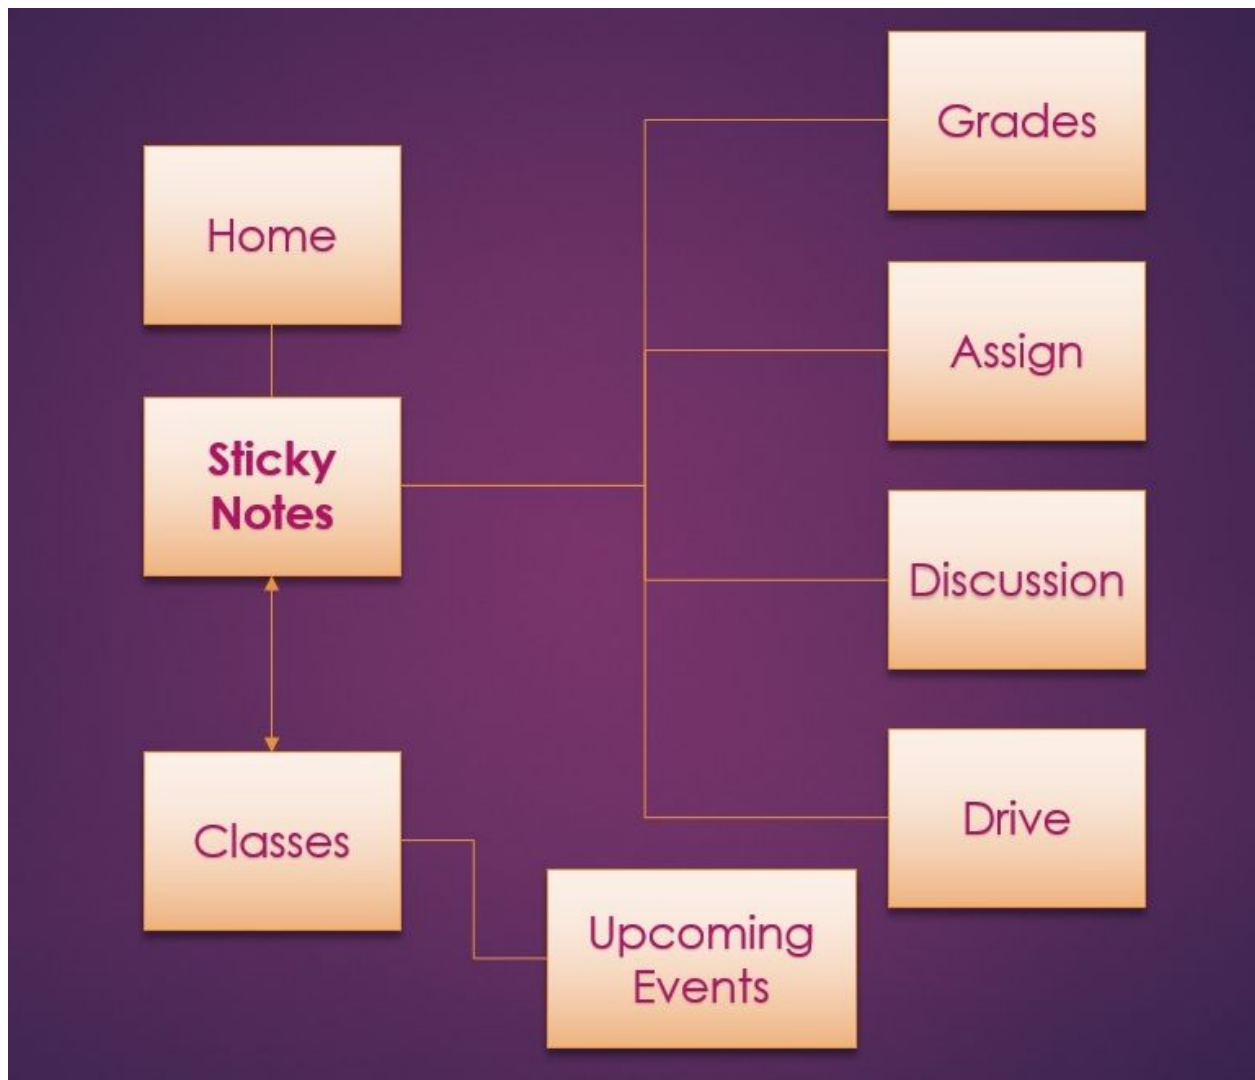 Home
Sticky
Notes
Classes
Upcoming
Events
Grades
Assign
Discussion
Drive